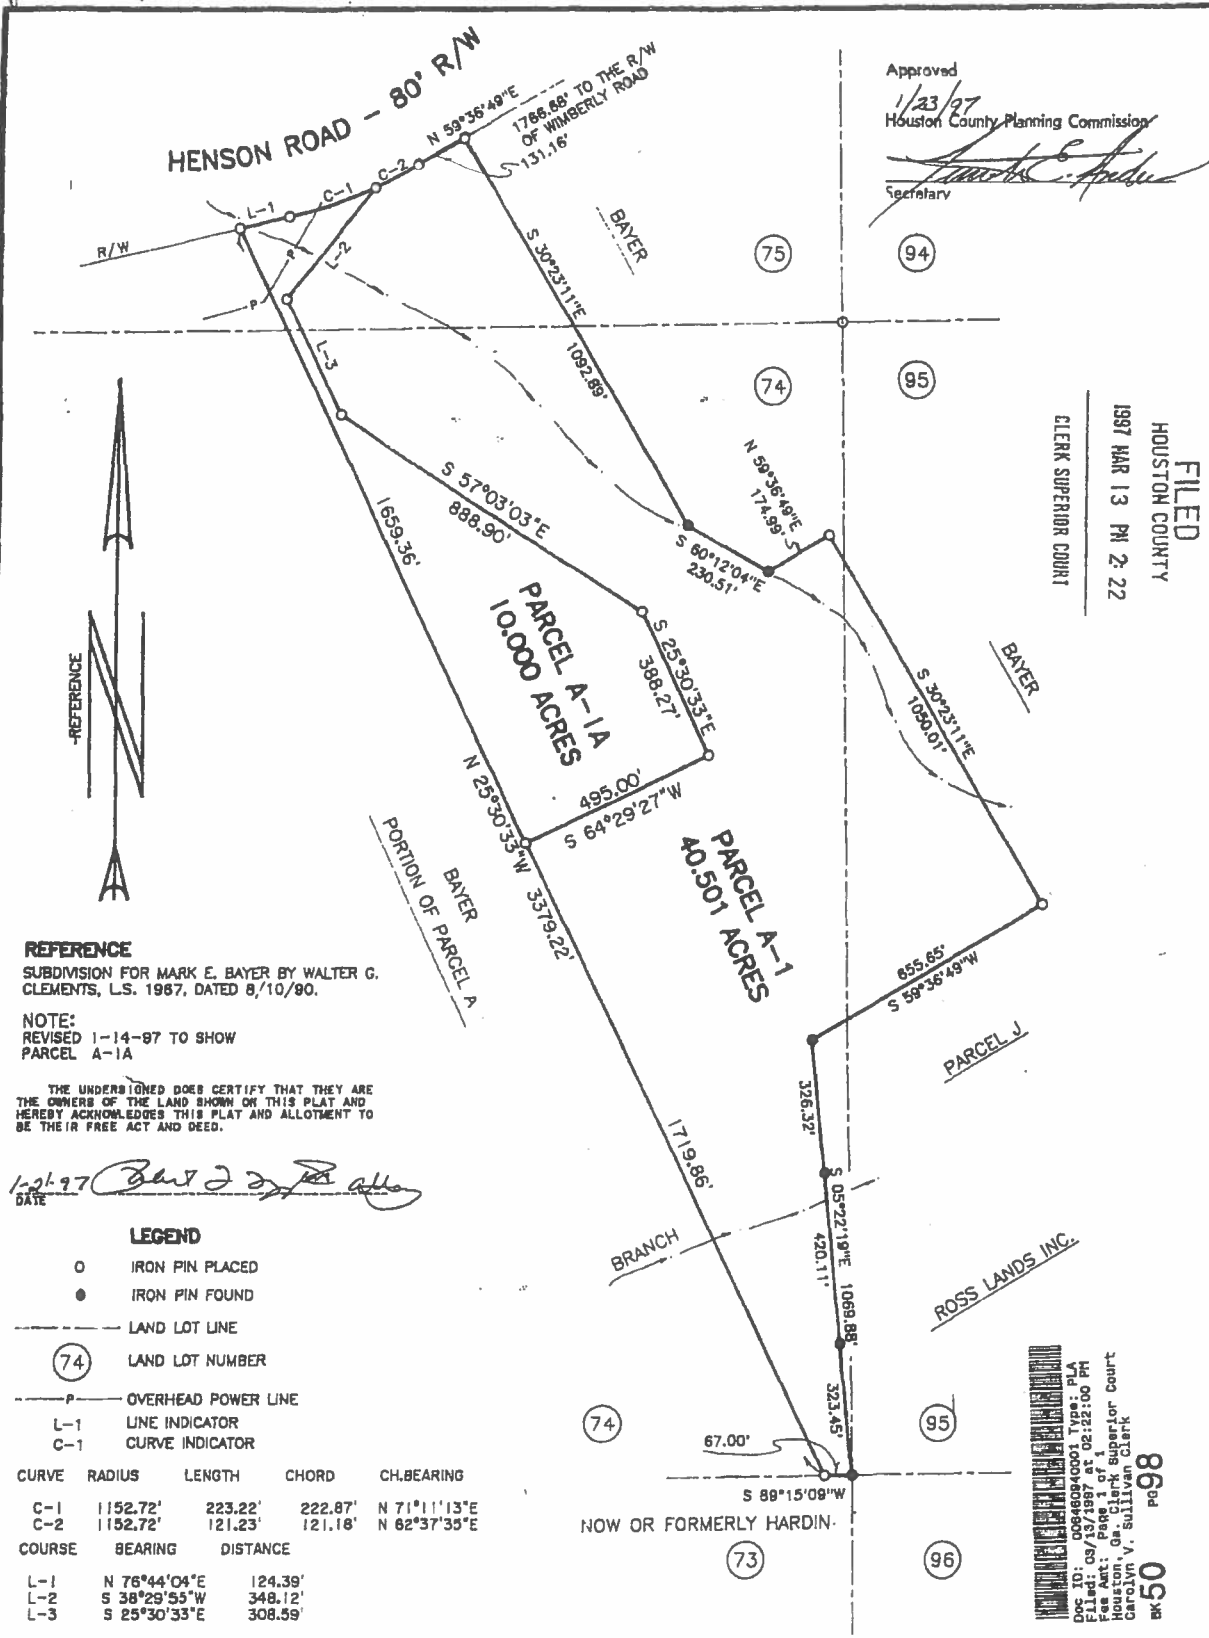 HENSON ROAD - 80' R/W
N 59°36'49"E
1766.68' TO THE R/W
OF WIMBERLY ROAD
131.16'
Approved
1/23/97
Houston County Planning Commission
Secretary
L-1
C-1
C-2
R/W
P
P
L-2
L-3
BAYER
S 30°23'11"E
1092.89'
75
94
74
95
FILED
HOUSTON COUNTY
1997 MAR 13 PM 2:22
CLERK SUPERIOR COURT
N 59°36'49"E
174.99'
S 60°12'04"E
230.51'
S 57°03'03"E
888.90'
1659.36'
PARCEL A-1A
10.000 ACRES
S 25°30'33"E
388.27'
BAYER
S 30°23'11"E
1050.01'
REFERENCE
495.00'
S 64°29'27"W
N 25°30'33"W 3379.22'
BAYER
PORTION OF PARCEL A
PARCEL A-1
40.501 ACRES
655.65'
S 59°36'49"W
PARCEL J
326.32'
S 05°22'19"E 1069.88'
420.11'
323.45'
1719.86'
BRANCH
ROSS LANDS INC.
REFERENCE
SUBDIVISION FOR MARK E. BAYER BY WALTER G.
CLEMENTS, L.S. 1967, DATED 8/10/90.
NOTE:
REVISED 1-14-97 TO SHOW
PARCEL A-1A
THE UNDERSIGNED DOES CERTIFY THAT THEY ARE
THE OWNERS OF THE LAND SHOWN ON THIS PLAT AND
HEREBY ACKNOWLEDGES THIS PLAT AND ALLOTMENT TO
BE THEIR FREE ACT AND DEED.
1-21-97
DATE
LEGEND
IRON PIN PLACED
IRON PIN FOUND
LAND LOT LINE
74 LAND LOT NUMBER
P OVERHEAD POWER LINE
L-1 LINE INDICATOR
C-1 CURVE INDICATOR
CURVE RADIUS LENGTH CHORD CH.BEARING
C-1 1152.72' 223.22' 222.87' N 71°11'13"E
C-2 1152.72' 121.23' 121.18' N 62°37'35"E
COURSE BEARING DISTANCE
L-1 N 76°44'04"E 124.39'
L-2 S 38°29'55"W 348.12'
L-3 S 25°30'33"E 308.59'
74
95
67.00'
S 89°15'09"W
NOW OR FORMERLY HARDIN
73
96
Doc ID: 008460940001 Type: PLA
Filed: 03/13/1997 at 02:22:00 PM
Fee Amt: Page 1 of 1
Houston, Ga. Clerk Superior Court
Carolyn V. Sullivan Clerk
BK 50 PG 98